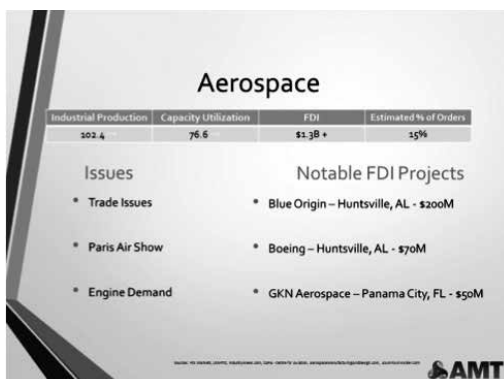 Aerospace
Industrial Production Capacity Utilization FDI Estimated % of Orders
102.4 76.6 $1.3B + 15%
Issues
Notable FDI Projects
• Trade Issues
• Blue Origin – Huntsville, AL - $200M
• Paris Air Show
• Boeing – Huntsville, AL - $70M
• Engine Demand
• GKN Aerospace – Panama City, FL - $50M
AMT